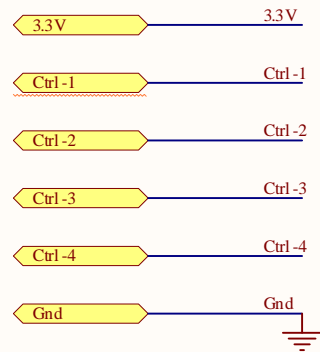 3.3V 3.3V
Ctrl-1 Ctrl-1
Ctrl-2 Ctrl-2
Ctrl-3 Ctrl-3
Ctrl-4 Ctrl-4
Gnd Gnd